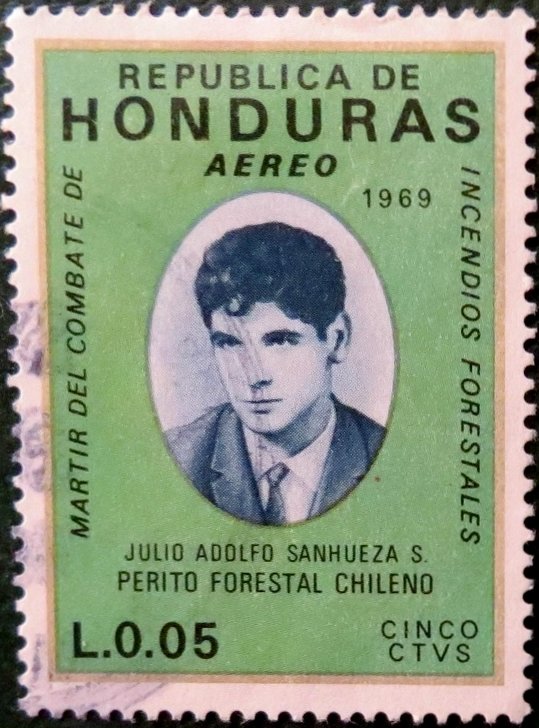 REPUBLICA DE
HONDURAS
AEREO
1969
MARTIR DEL COMBATE DE
INCENDIOS FORESTALES
JULIO ADOLFO SANHUEZA S.
PERITO FORESTAL CHILENO
L.0.05
CINCO
CTVS